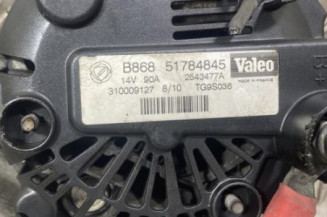 B868 51784845 Valeo
14V 90A 2543477A
310009127 8/10 TG9S036